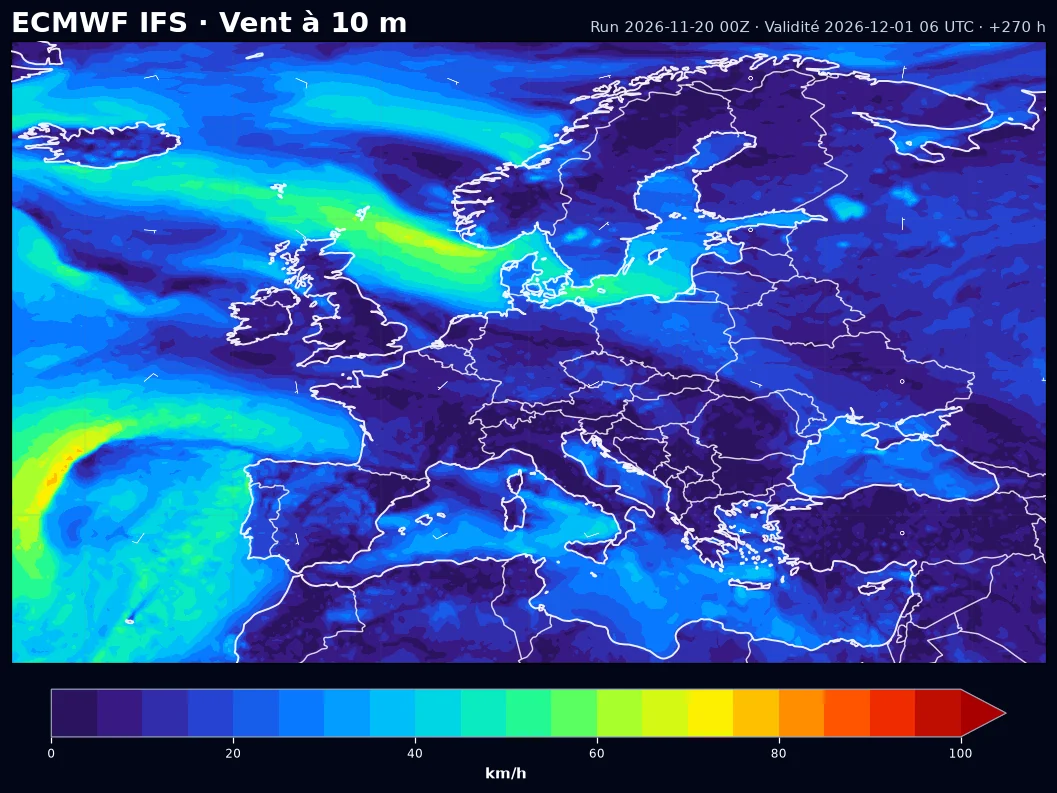 ECMWF IFS · Vent à 10 m
Run 2026-11-20 00Z · Validité 2026-12-01 06 UTC · +270 h
0 20 40 60 80 100
km/h